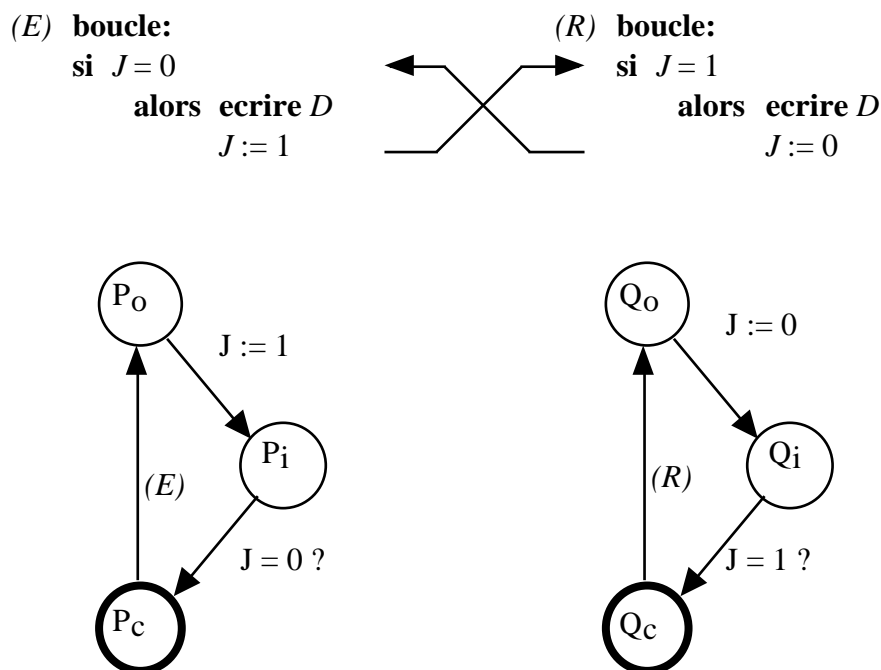 (E) boucle:
si J = 0
alors ecrire D
J := 1
(R) boucle:
si J = 1
alors ecrire D
J := 0
Po
J := 1
Pi
(E)
J = 0 ?
Pc
Qo
J := 0
Qi
(R)
J = 1 ?
Qc